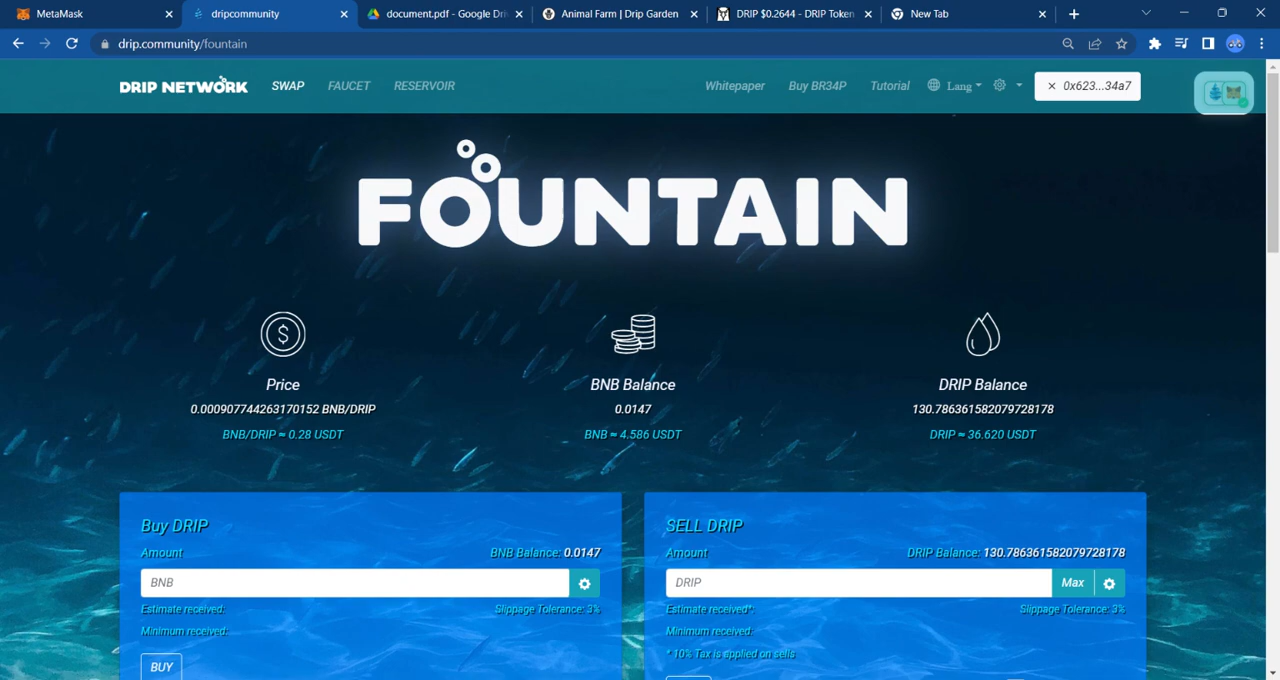 MetaMask
dripcommunity
document.pdf - Google Dri
Animal Farm | Drip Garden
DRIP $0.2644 - DRIP Token
New Tab
drip.community/fountain
DRIP NETWORK
SWAP
FAUCET
RESERVOIR
Whitepaper
Buy BR34P
Tutorial
Lang
0x623...34a7
FOUNTAIN
Price
0.000907744263170152 BNB/DRIP
BNB/DRIP ≈ 0.28 USDT
BNB Balance
0.0147
BNB ≈ 4.586 USDT
DRIP Balance
130.786361582079728178
DRIP ≈ 36.620 USDT
Buy DRIP
Amount
BNB Balance: 0.0147
BNB
Estimate received:
Slippage Tolerance: 3%
Minimum received:
BUY
SELL DRIP
Amount
DRIP Balance: 130.786361582079728178
DRIP
Max
Estimate received*:
Slippage Tolerance: 3%
Minimum received:
* 10% Tax is applied on sells